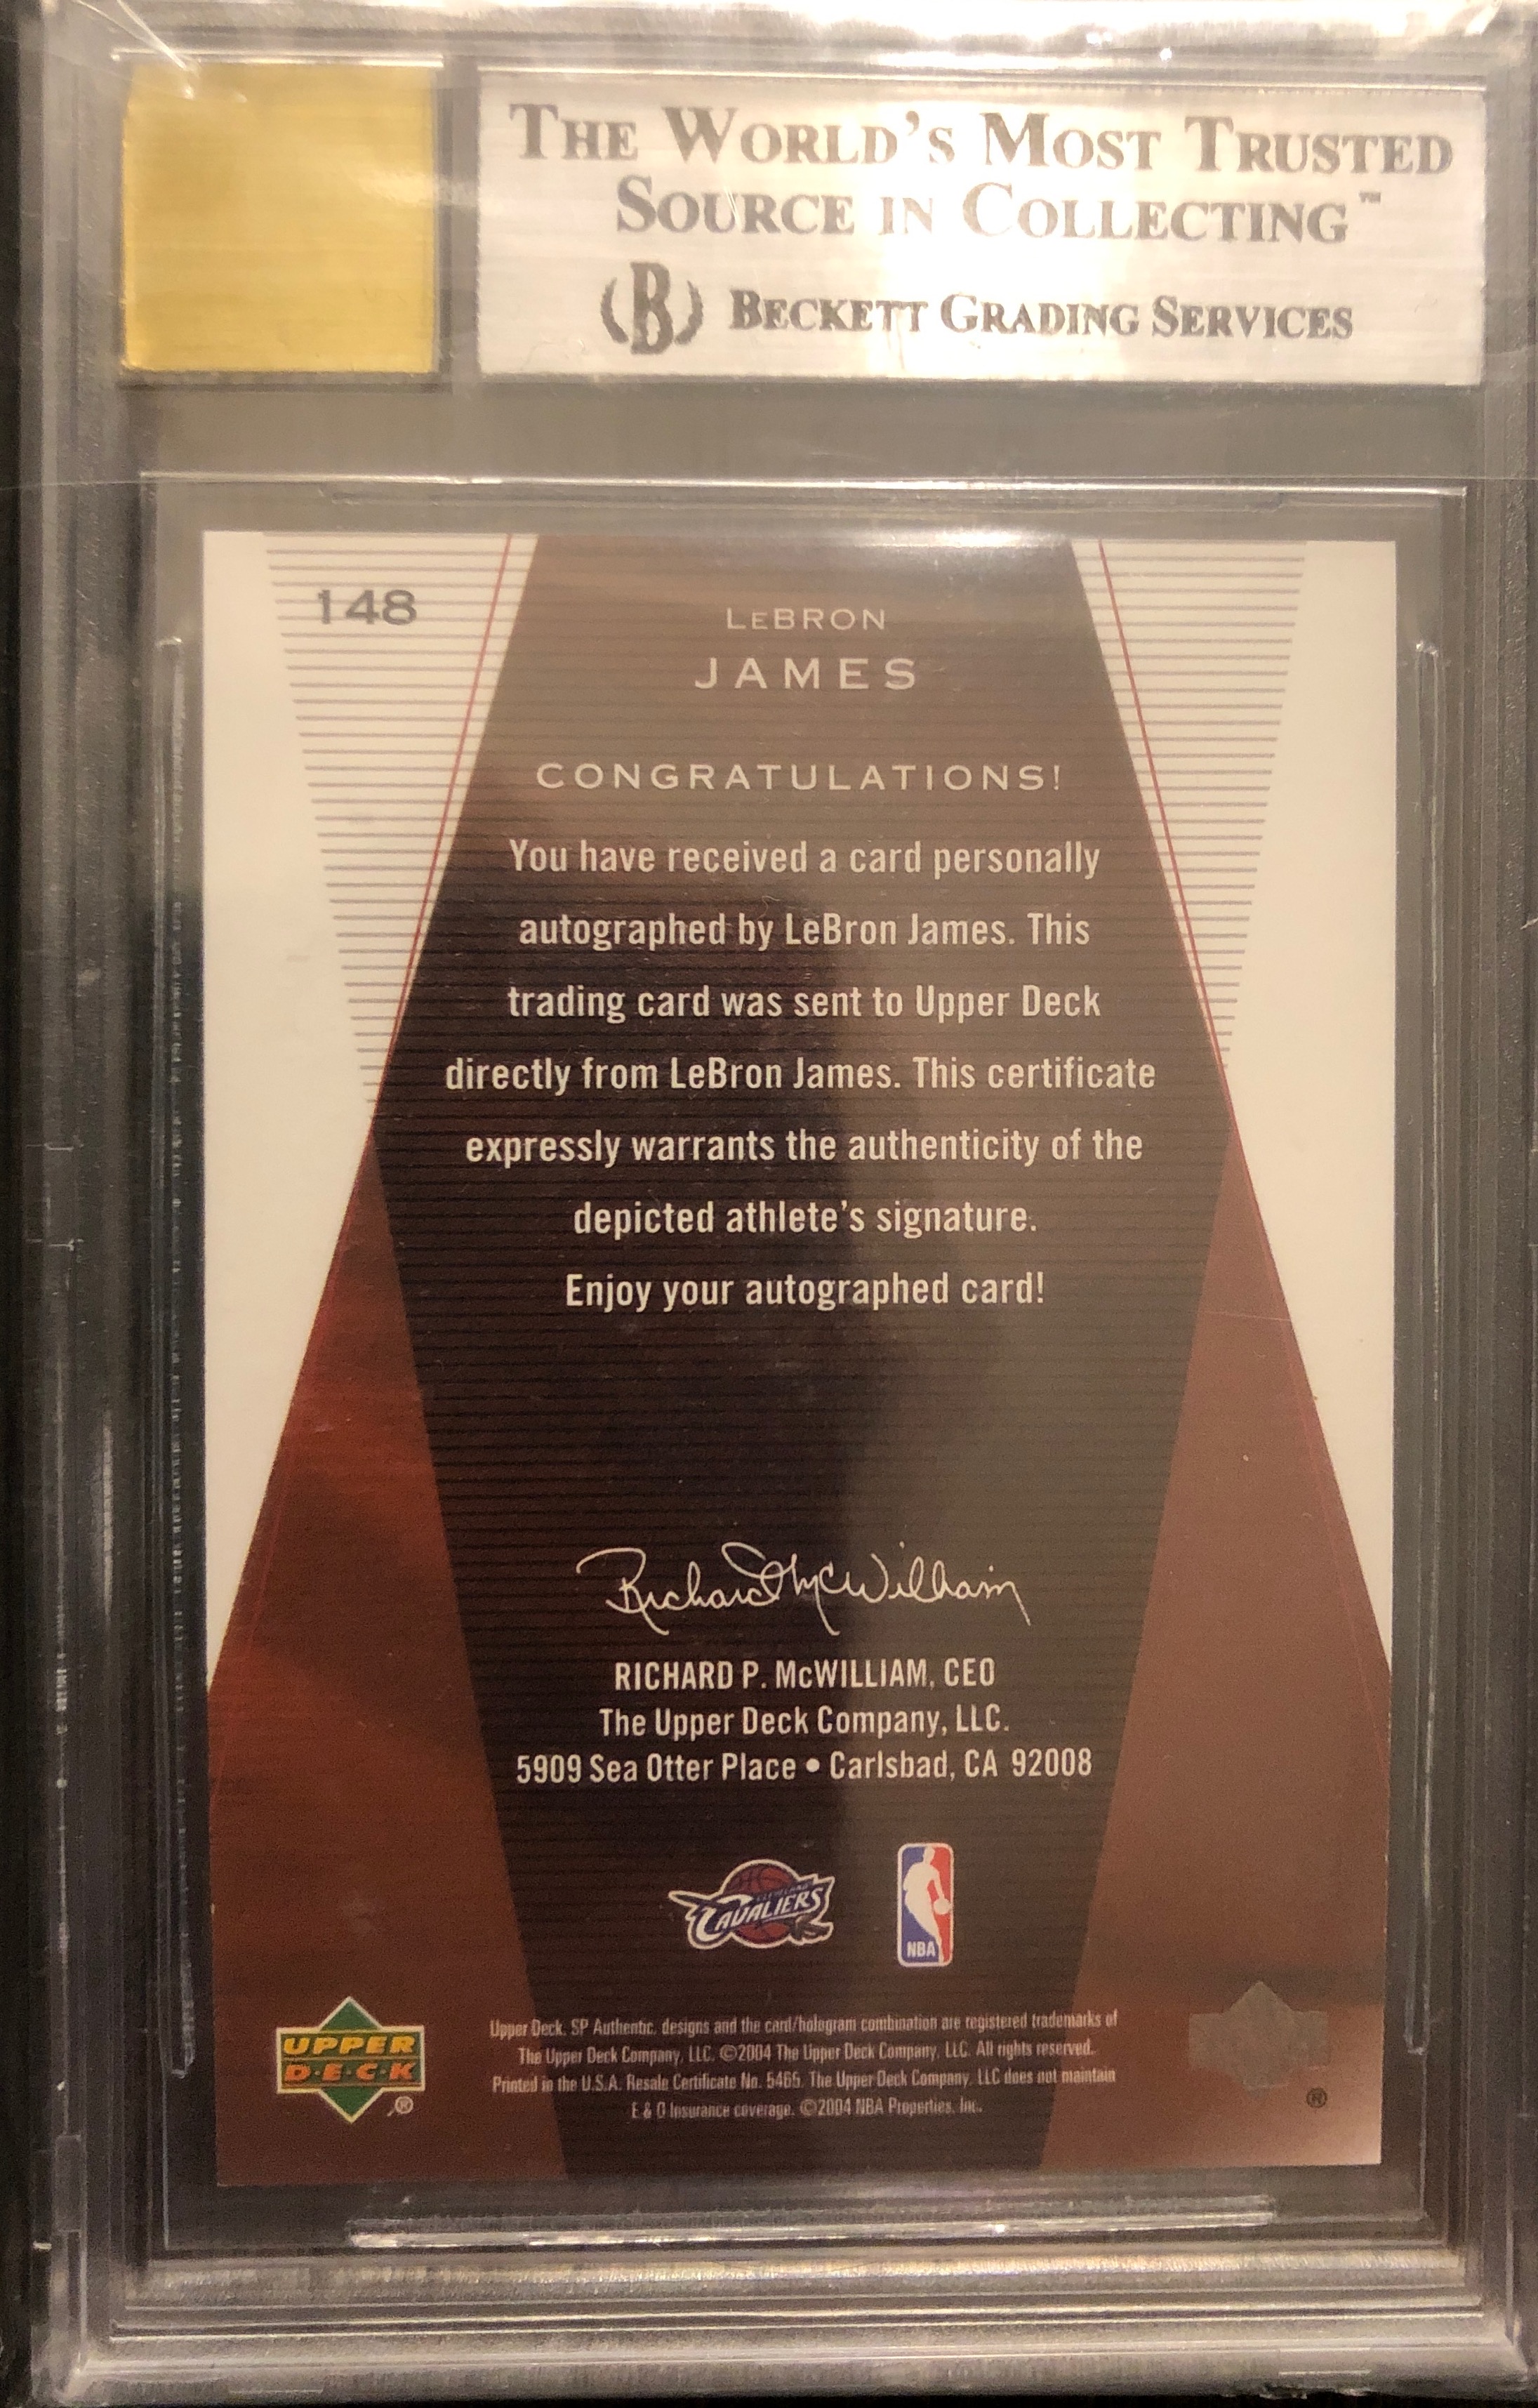 THE WORLD'S MOST TRUSTED
SOURCE IN COLLECTING™
B BECKETT GRADING SERVICES
148
LEBRON
JAMES
CONGRATULATIONS!
You have received a card personally
autographed by LeBron James. This
trading card was sent to Upper Deck
directly from LeBron James. This certificate
expressly warrants the authenticity of the
depicted athlete's signature.
Enjoy your autographed card!
Richard McWilliam
RICHARD P. McWILLIAM, CEO
The Upper Deck Company, LLC.
5909 Sea Otter Place • Carlsbad, CA 92008
CLEVELAND
CAVALIERS
NBA
UPPER
D·E·C·K
®
Upper Deck, SP Authentic, designs and the card/hologram combination are registered trademarks of
The Upper Deck Company, LLC. ©2004 The Upper Deck Company, LLC. All rights reserved.
Printed in the U.S.A. Resale Certificate No. 5465. The Upper Deck Company, LLC does not maintain
E & O Insurance coverage. ©2004 NBA Properties, Inc.
®